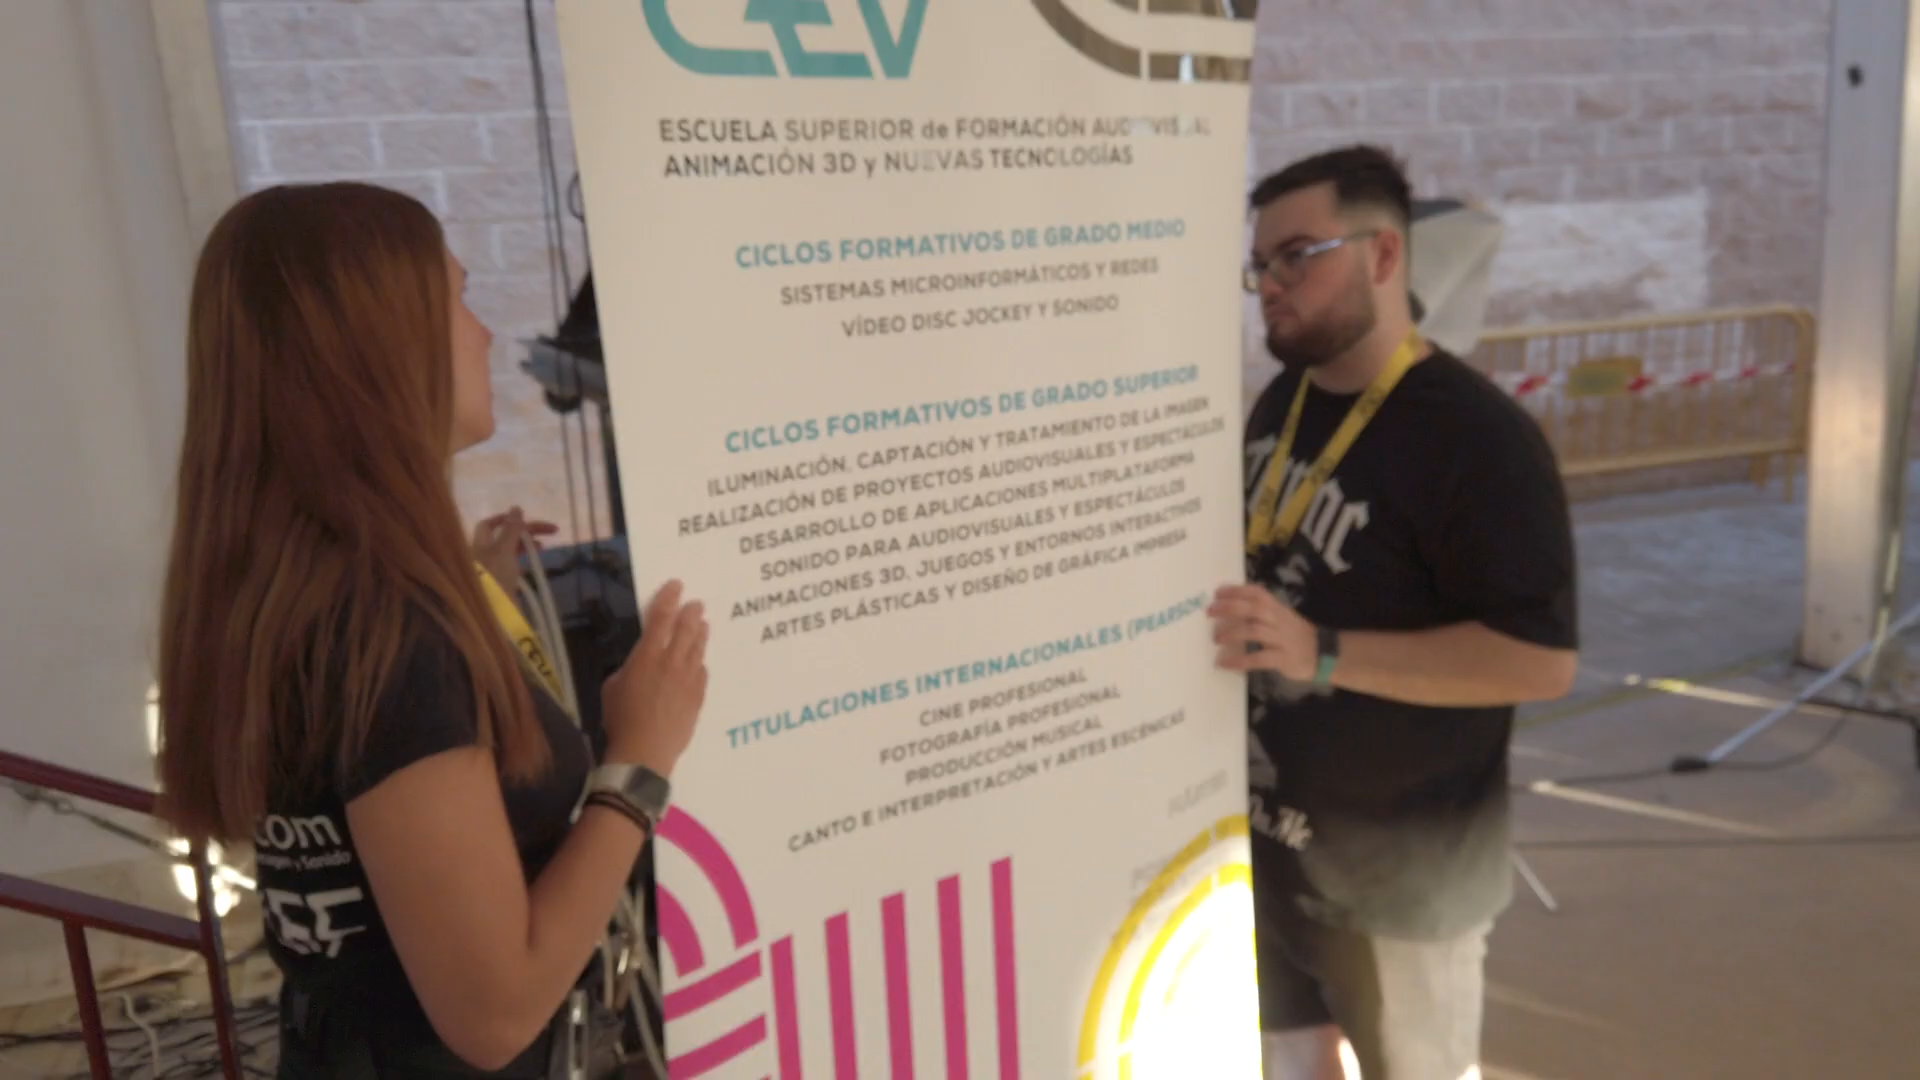 CEV
ESCUELA SUPERIOR de FORMACIÓN AUDIOVISUAL
ANIMACIÓN 3D y NUEVAS TECNOLOGÍAS
CICLOS FORMATIVOS DE GRADO MEDIO
SISTEMAS MICROINFORMÁTICOS Y REDES
VÍDEO DISC JOCKEY Y SONIDO
CICLOS FORMATIVOS DE GRADO SUPERIOR
ILUMINACIÓN, CAPTACIÓN Y TRATAMIENTO DE LA IMAGEN
REALIZACIÓN DE PROYECTOS AUDIOVISUALES Y ESPECTÁCULOS
DESARROLLO DE APLICACIONES MULTIPLATAFORMA
SONIDO PARA AUDIOVISUALES Y ESPECTÁCULOS
ANIMACIONES 3D, JUEGOS Y ENTORNOS INTERACTIVOS
ARTES PLÁSTICAS Y DISEÑO DE GRÁFICA IMPRESA
TITULACIONES INTERNACIONALES (PEARSON)
CINE PROFESIONAL
FOTOGRAFÍA PROFESIONAL
PRODUCCIÓN MUSICAL
CANTO E INTERPRETACIÓN Y ARTES ESCÉNICAS
CEV
com
y Sonido